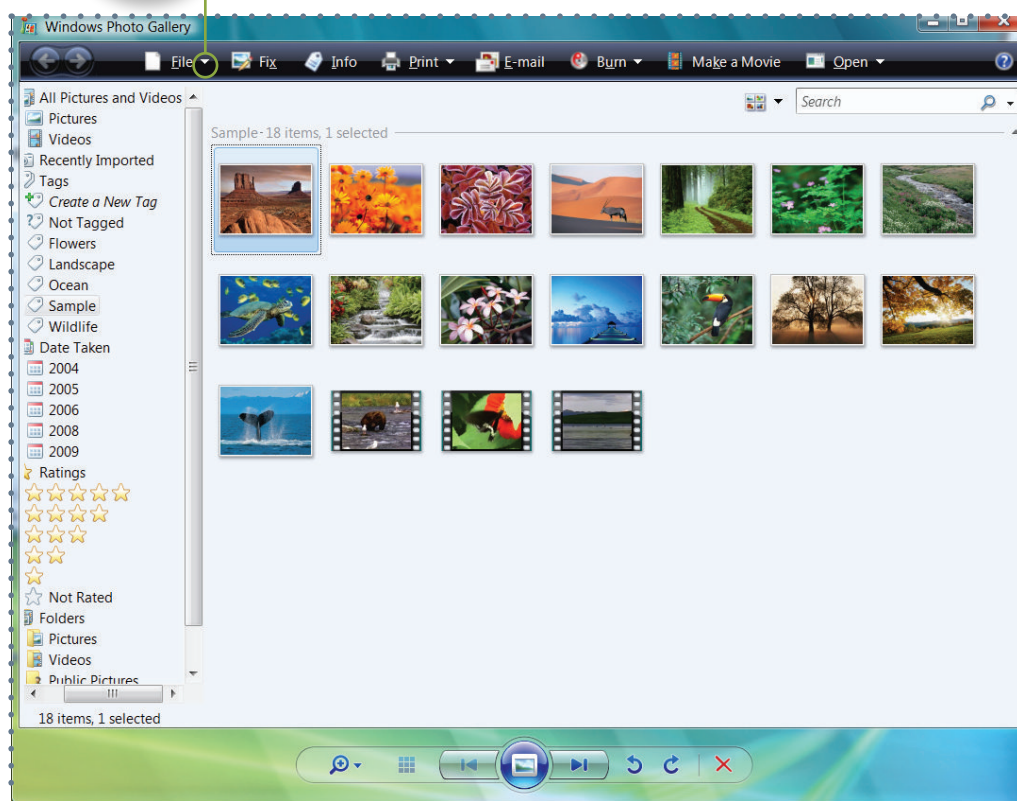 Windows Photo Gallery
File Fix Info Print E-mail Burn Make a Movie Open
All Pictures and Videos
Pictures
Videos
Recently Imported
Tags
Create a New Tag
Not Tagged
Flowers
Landscape
Ocean
Sample
Wildlife
Date Taken
2004
2005
2006
2008
2009
Ratings
Not Rated
Folders
Pictures
Videos
Public Pictures
18 items, 1 selected
Search
Sample - 18 items, 1 selected